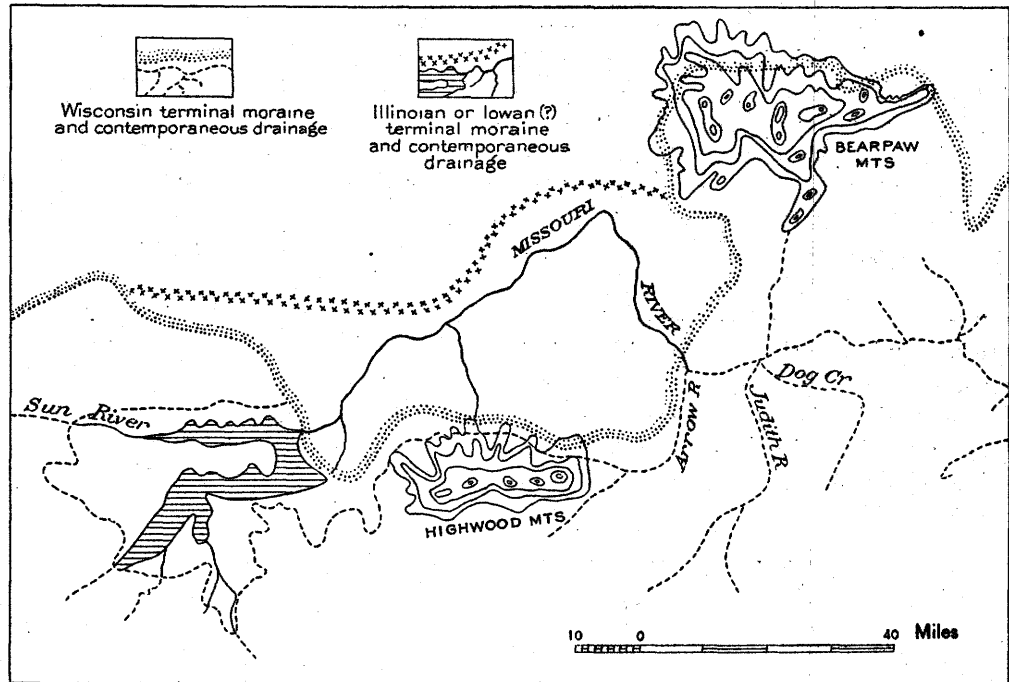 Wisconsin terminal moraine
and contemporaneous drainage
Illinoian or Iowan (?)
terminal moraine
and contemporaneous
drainage
BEARPAW
MTS
MISSOURI
RIVER
Sun River
Arrow R
Judith R
Dog Cr
HIGHWOOD MTS
10 0 40 Miles